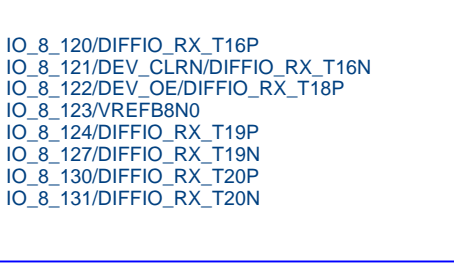 IO_8_120/DIFFIO_RX_T16P
IO_8_121/DEV_CLRN/DIFFIO_RX_T16N
IO_8_122/DEV_OE/DIFFIO_RX_T18P
IO_8_123/VREFB8N0
IO_8_124/DIFFIO_RX_T19P
IO_8_127/DIFFIO_RX_T19N
IO_8_130/DIFFIO_RX_T20P
IO_8_131/DIFFIO_RX_T20N